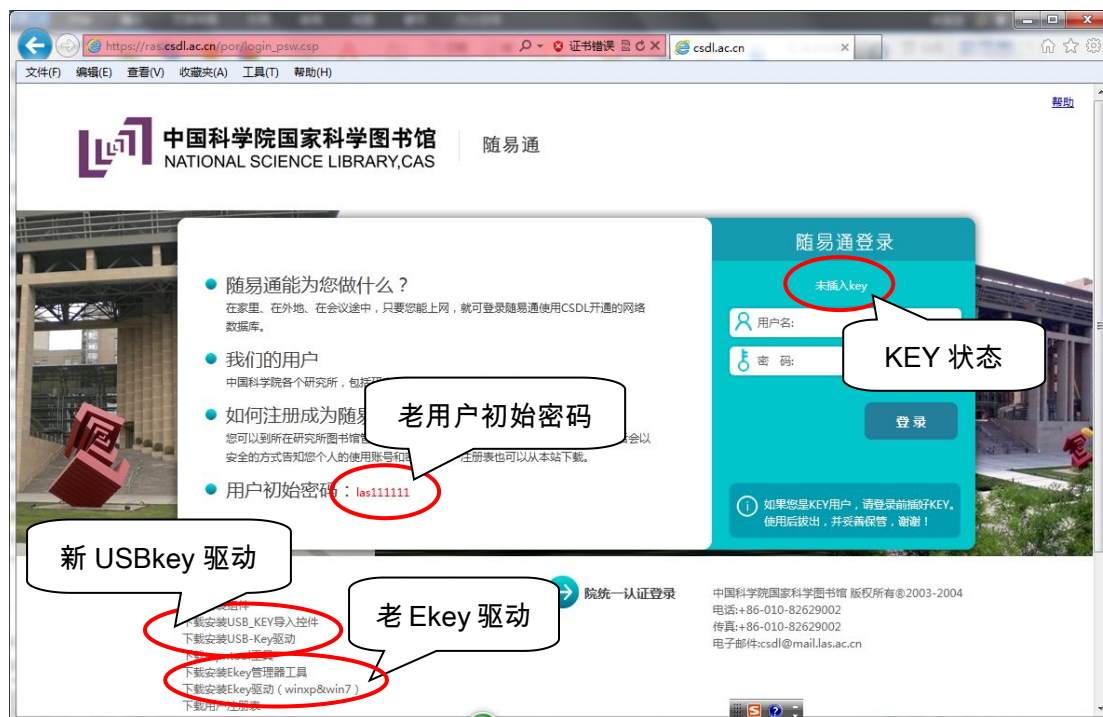 https://ras.csdl.ac.cn/por/login_psw.csp
证书错误
csdl.ac.cn
文件(F) 编辑(E) 查看(V) 收藏夹(A) 工具(T) 帮助(H)
帮助
中国科学院国家科学图书馆
NATIONAL SCIENCE LIBRARY,CAS
随易通
随易通登录
未插入key
用户名:
密 码:
登录
KEY 状态
如果您是KEY用户，请登录前插好KEY。
使用后拔出，并妥善保管，谢谢！
随易通能为您做什么？
在家里、在外地、在会议途中，只要您能上网，就可登录随易通使用CSDL开通的网络
数据库。
我们的用户
中国科学院各个研究所，包括
如何注册成为随易
老用户初始密码
您可以到所在研究所图书馆
会以
安全的方式告知您个人的使用账号和
注册表也可以从本站下载。
用户初始密码：las111111
新 USBkey 驱动
老 Ekey 驱动
组件
下载安装USB_KEY导入控件
下载安装USB-Key驱动
下载安装Ekey管理器工具
下载安装Ekey驱动（winxp&win7）
下载用户注册表
院统一认证登录
中国科学院国家科学图书馆 版权所有®2003-2004
电话:+86-010-82629002
传真:+86-010-82629002
电子邮件:csdl@mail.las.ac.cn